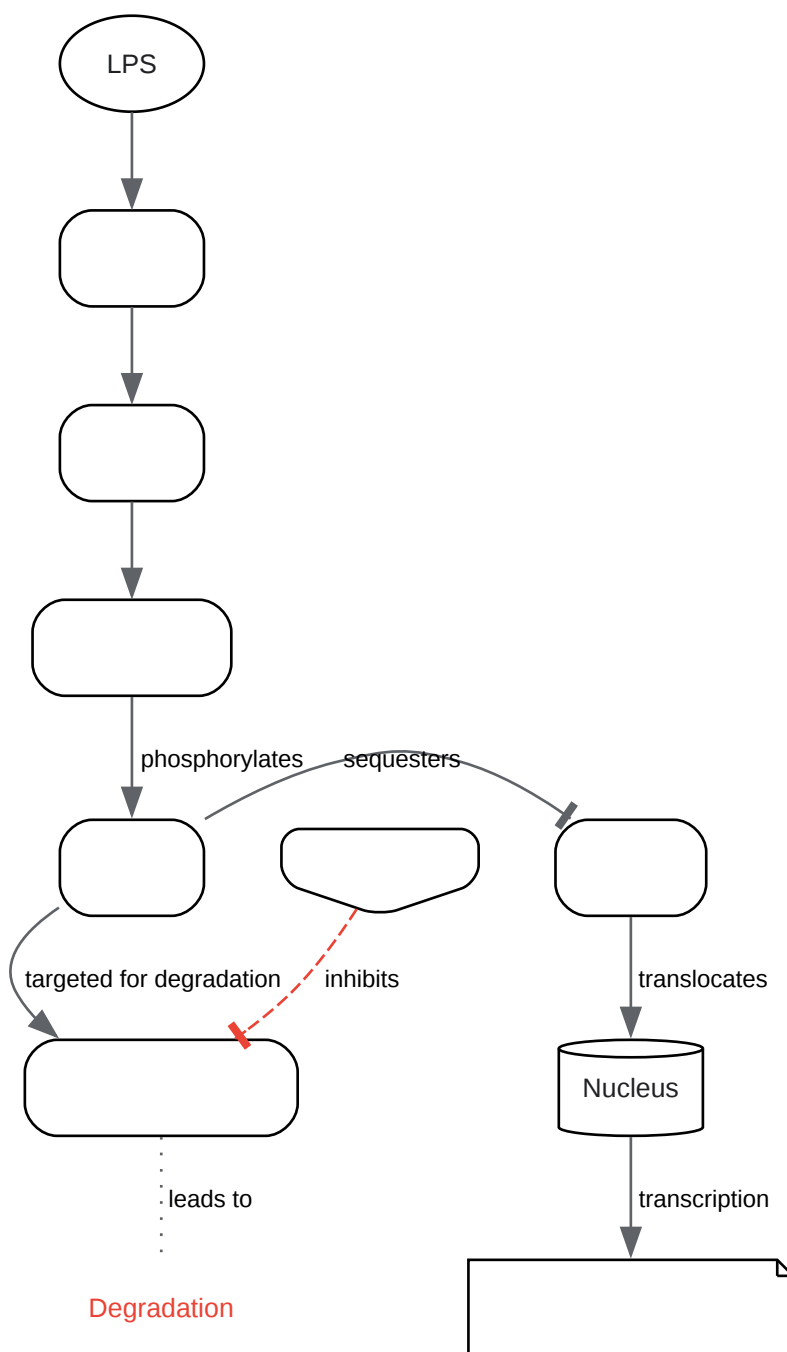 LPS
phosphorylates
sequesters
targeted for degradation
inhibits
translocates
Nucleus
leads to
transcription
Degradation